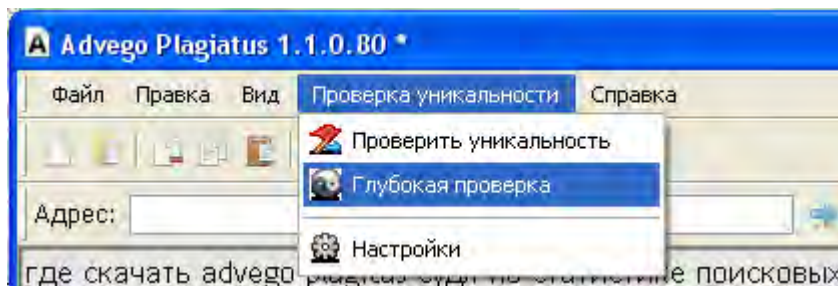 Advego Plagiatus 1.1.0.80 *
Файл Правка Вид Проверка уникальности Справка
Проверить уникальность
Глубокая проверка
Адрес:
Настройки
где скачать advego поисковых